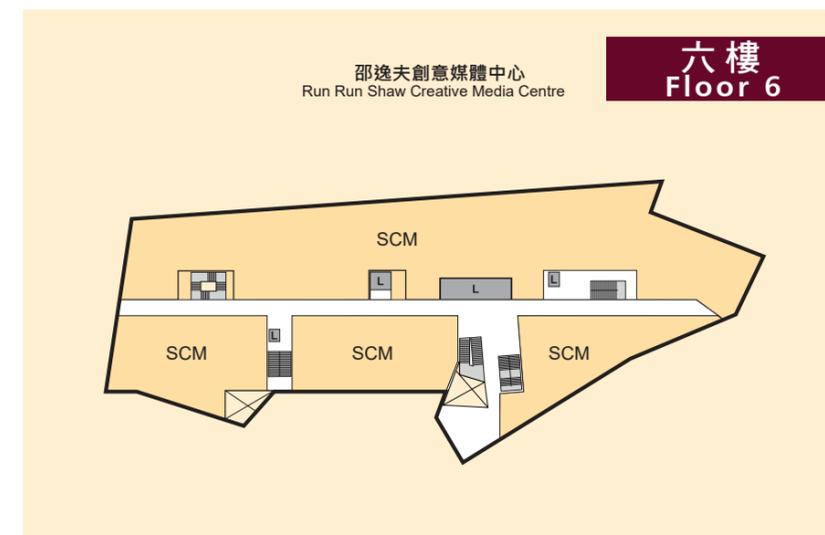 六樓
Floor 6
邵逸夫創意媒體中心
Run Run Shaw Creative Media Centre
SCM
L
L
L
L
SCM
SCM
SCM